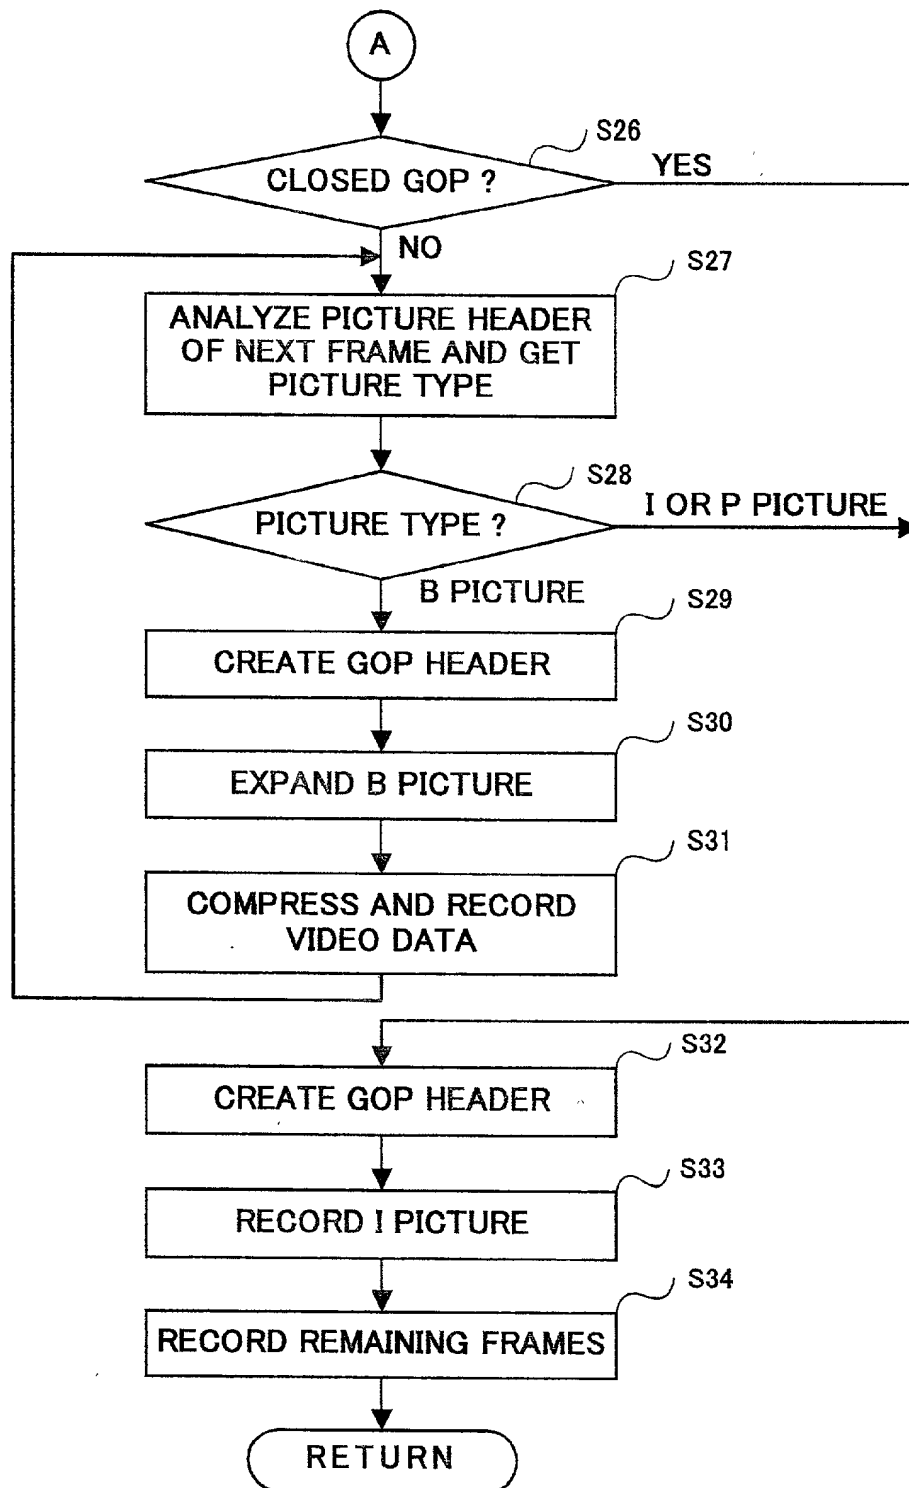 A
S26
CLOSED GOP ?
YES
NO
S27
ANALYZE PICTURE HEADER
OF NEXT FRAME AND GET
PICTURE TYPE
S28
PICTURE TYPE ?
I OR P PICTURE
B PICTURE
S29
CREATE GOP HEADER
S30
EXPAND B PICTURE
S31
COMPRESS AND RECORD
VIDEO DATA
S32
CREATE GOP HEADER
S33
RECORD I PICTURE
S34
RECORD REMAINING FRAMES
RETURN